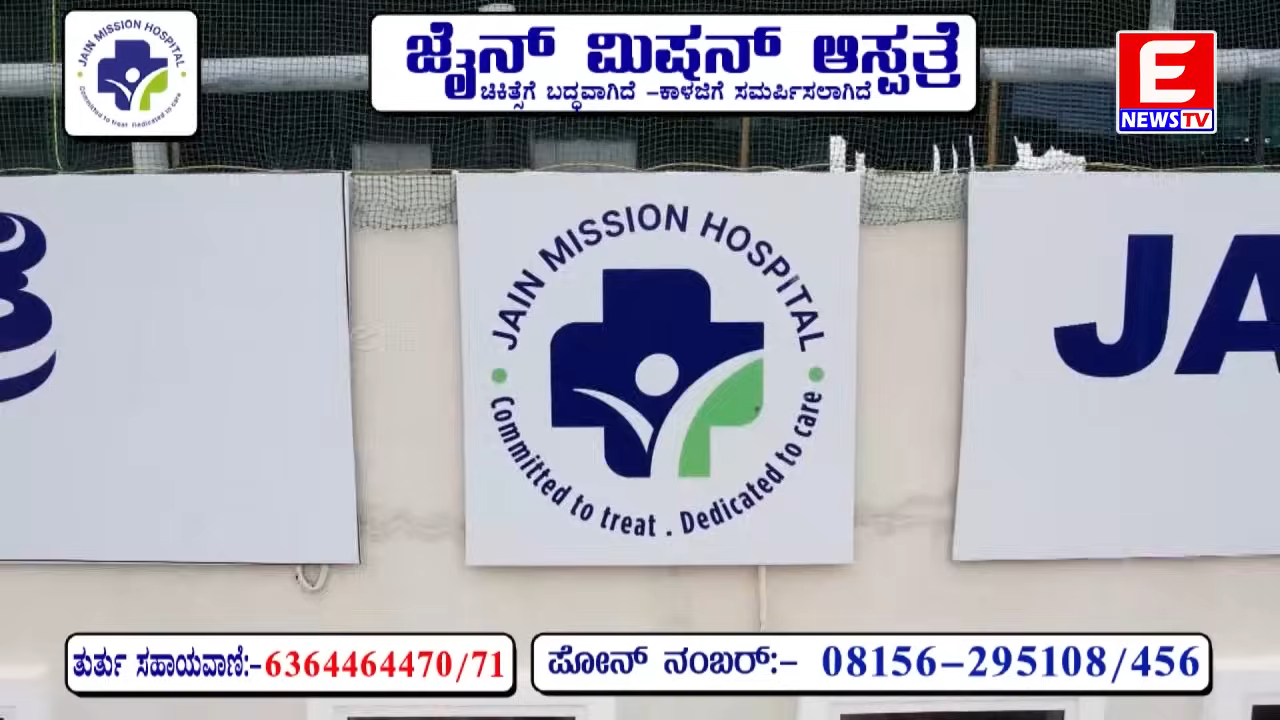 JAIN MISSION HOSPITAL
Committed to treat Dedicated to care
ಜೈನ್ ಮಿಷನ್ ಆಸ್ಪತ್ರೆ
ಚಿಕಿತ್ಸೆಗೆ ಬದ್ಧವಾಗಿದೆ -ಕಾಳಜಿಗೆ ಸಮರ್ಪಿಸಲಾಗಿದೆ
E
NEWS TV
JAIN MISSION HOSPITAL
Committed to treat . Dedicated to care
JA
ತುರ್ತು ಸಹಾಯವಾಣಿ:-6364464470/71
ಫೋನ್ ನಂಬರ್:- 08156-295108/456